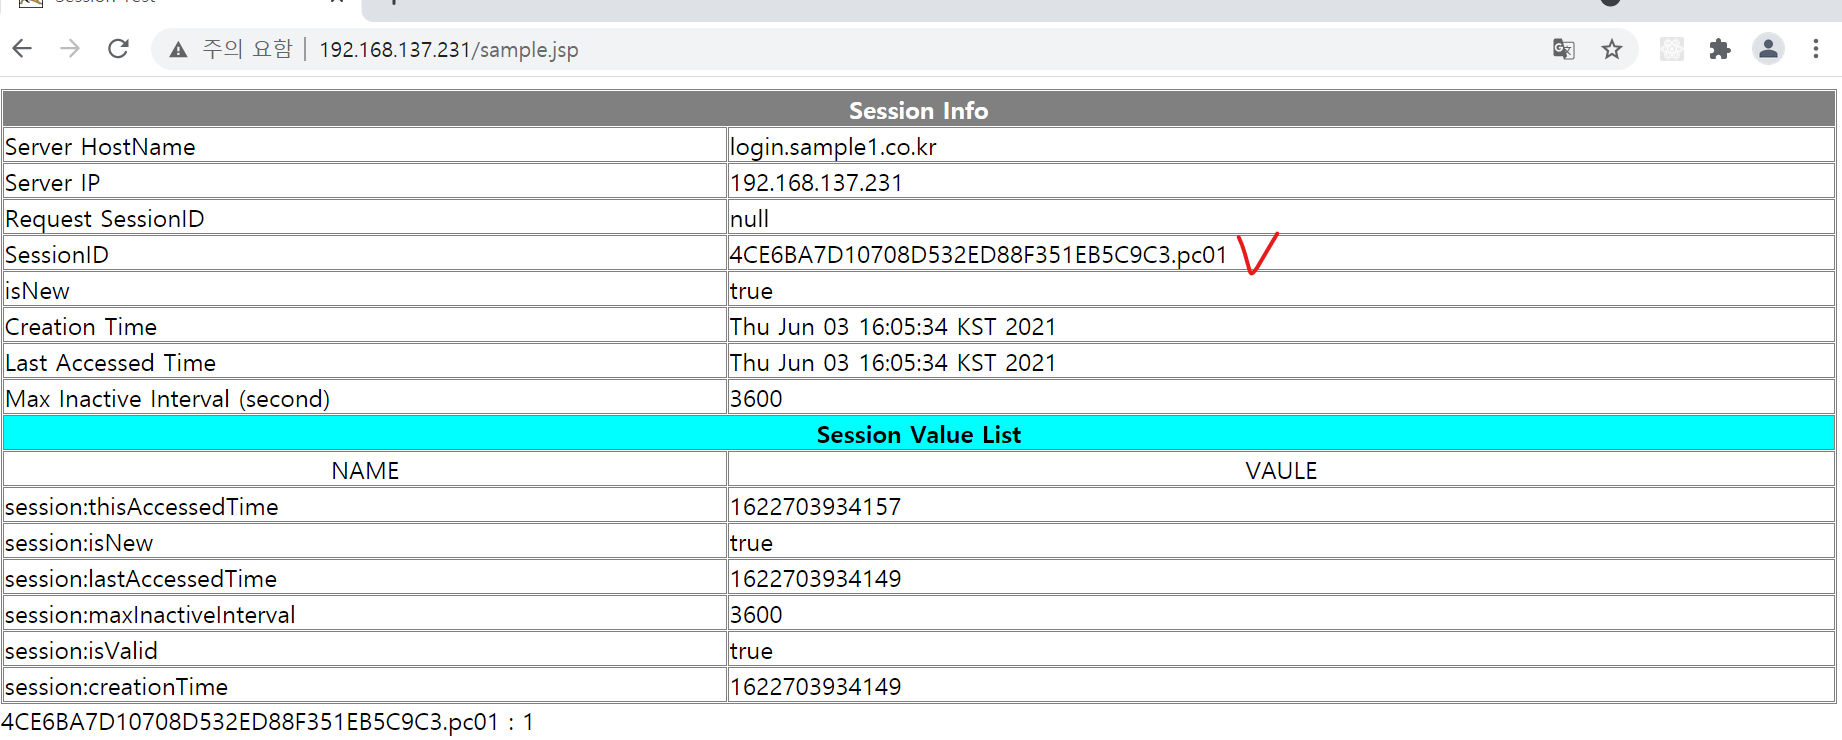 Session Test
주의 요함 192.168.137.231/sample.jsp
Session Info
Server HostName login.sample1.co.kr
Server IP 192.168.137.231
Request SessionID null
SessionID 4CE6BA7D10708D532ED88F351EB5C9C3.pc01
isNew true
Creation Time Thu Jun 03 16:05:34 KST 2021
Last Accessed Time Thu Jun 03 16:05:34 KST 2021
Max Inactive Interval (second) 3600
Session Value List
NAME VAULE
session:thisAccessedTime 1622703934157
session:isNew true
session:lastAccessedTime 1622703934149
session:maxInactiveInterval 3600
session:isValid true
session:creationTime 1622703934149
4CE6BA7D10708D532ED88F351EB5C9C3.pc01 : 1